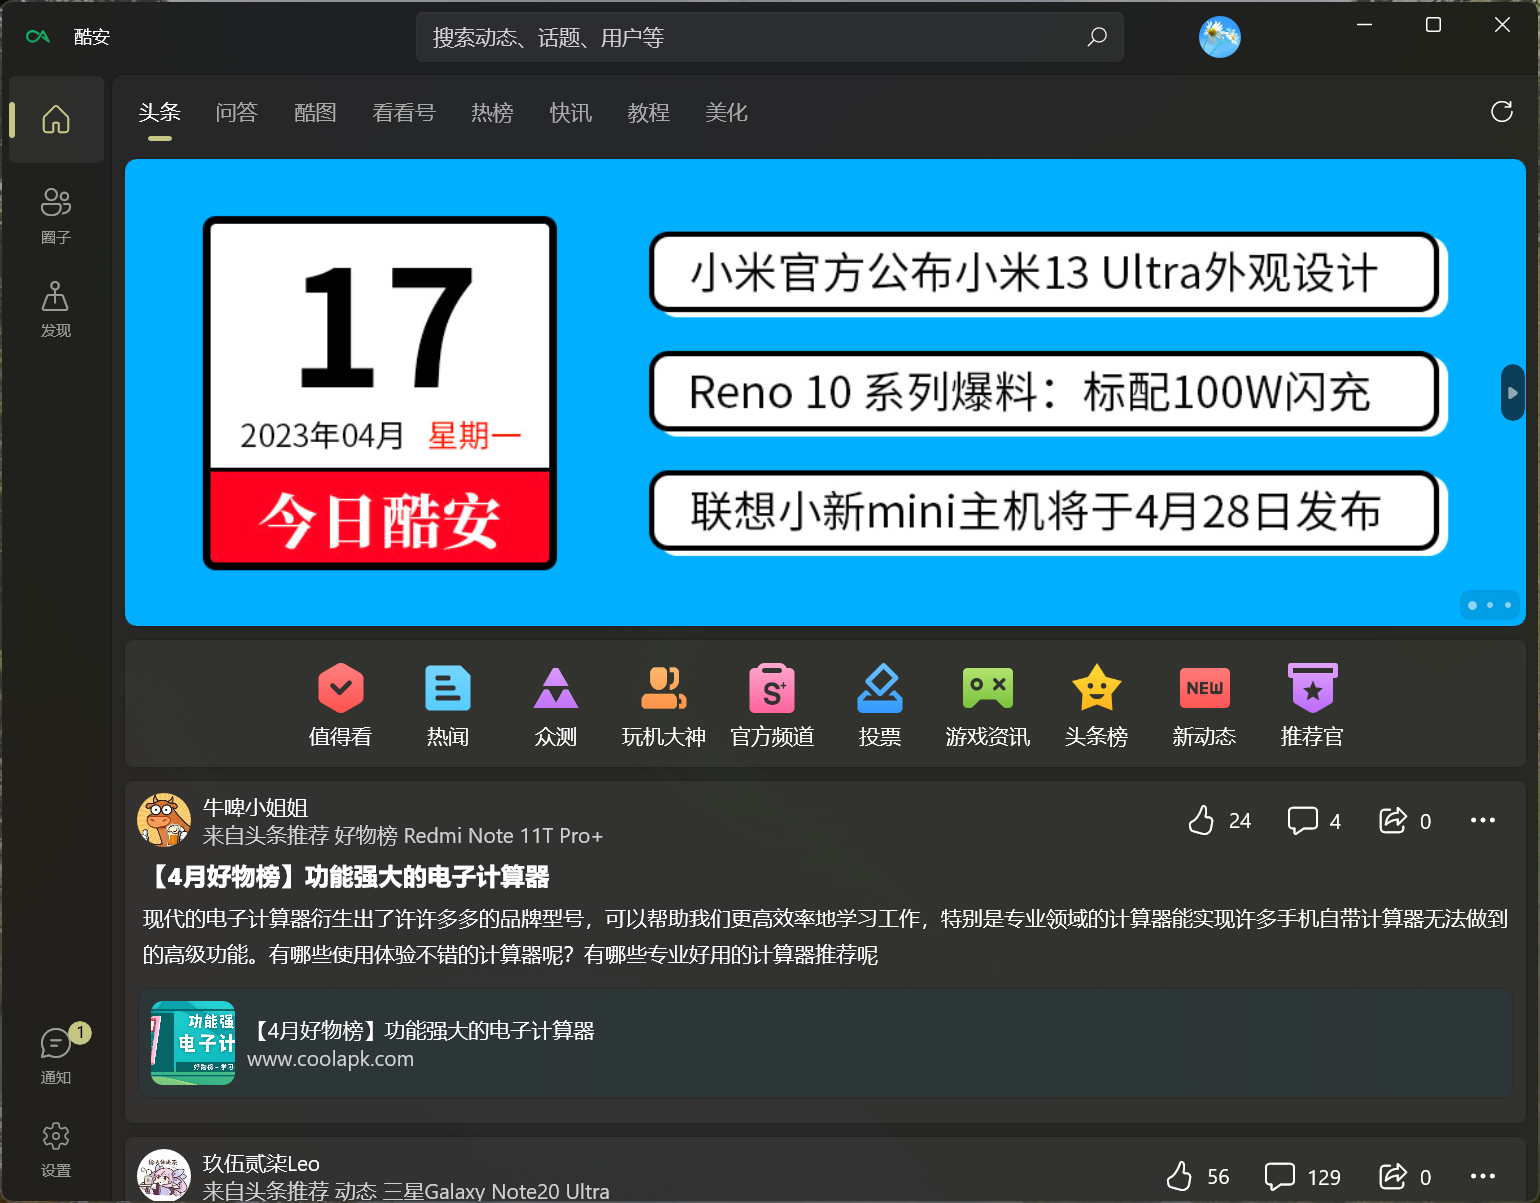 酷安
搜索动态、话题、用户等
头条 问答 酷图 看看号 热榜 快讯 教程 美化
圈子
发现
17
2023年04月 星期一
今日酷安
小米官方公布小米13 Ultra外观设计
Reno 10 系列爆料：标配100W闪充
联想小新mini主机将于4月28日发布
值得看 热闻 众测 玩机大神 官方频道 投票 游戏资讯 头条榜 新动态 推荐官
S+
NEW
牛啤小姐姐
来自头条推荐 好物榜 Redmi Note 11T Pro+
24 4 0
【4月好物榜】功能强大的电子计算器
现代的电子计算器衍生出了许许多多的品牌型号，可以帮助我们更高效率地学习工作，特别是专业领域的计算器能实现许多手机自带计算器无法做到
的高级功能。有哪些使用体验不错的计算器呢？有哪些专业好用的计算器推荐呢
功能强
电子计
【4月好物榜】功能强大的电子计算器
www.coolapk.com
玖伍贰柒Leo
来自头条推荐 动态 三星Galaxy Note20 Ultra
56 129 0
1
通知
设置